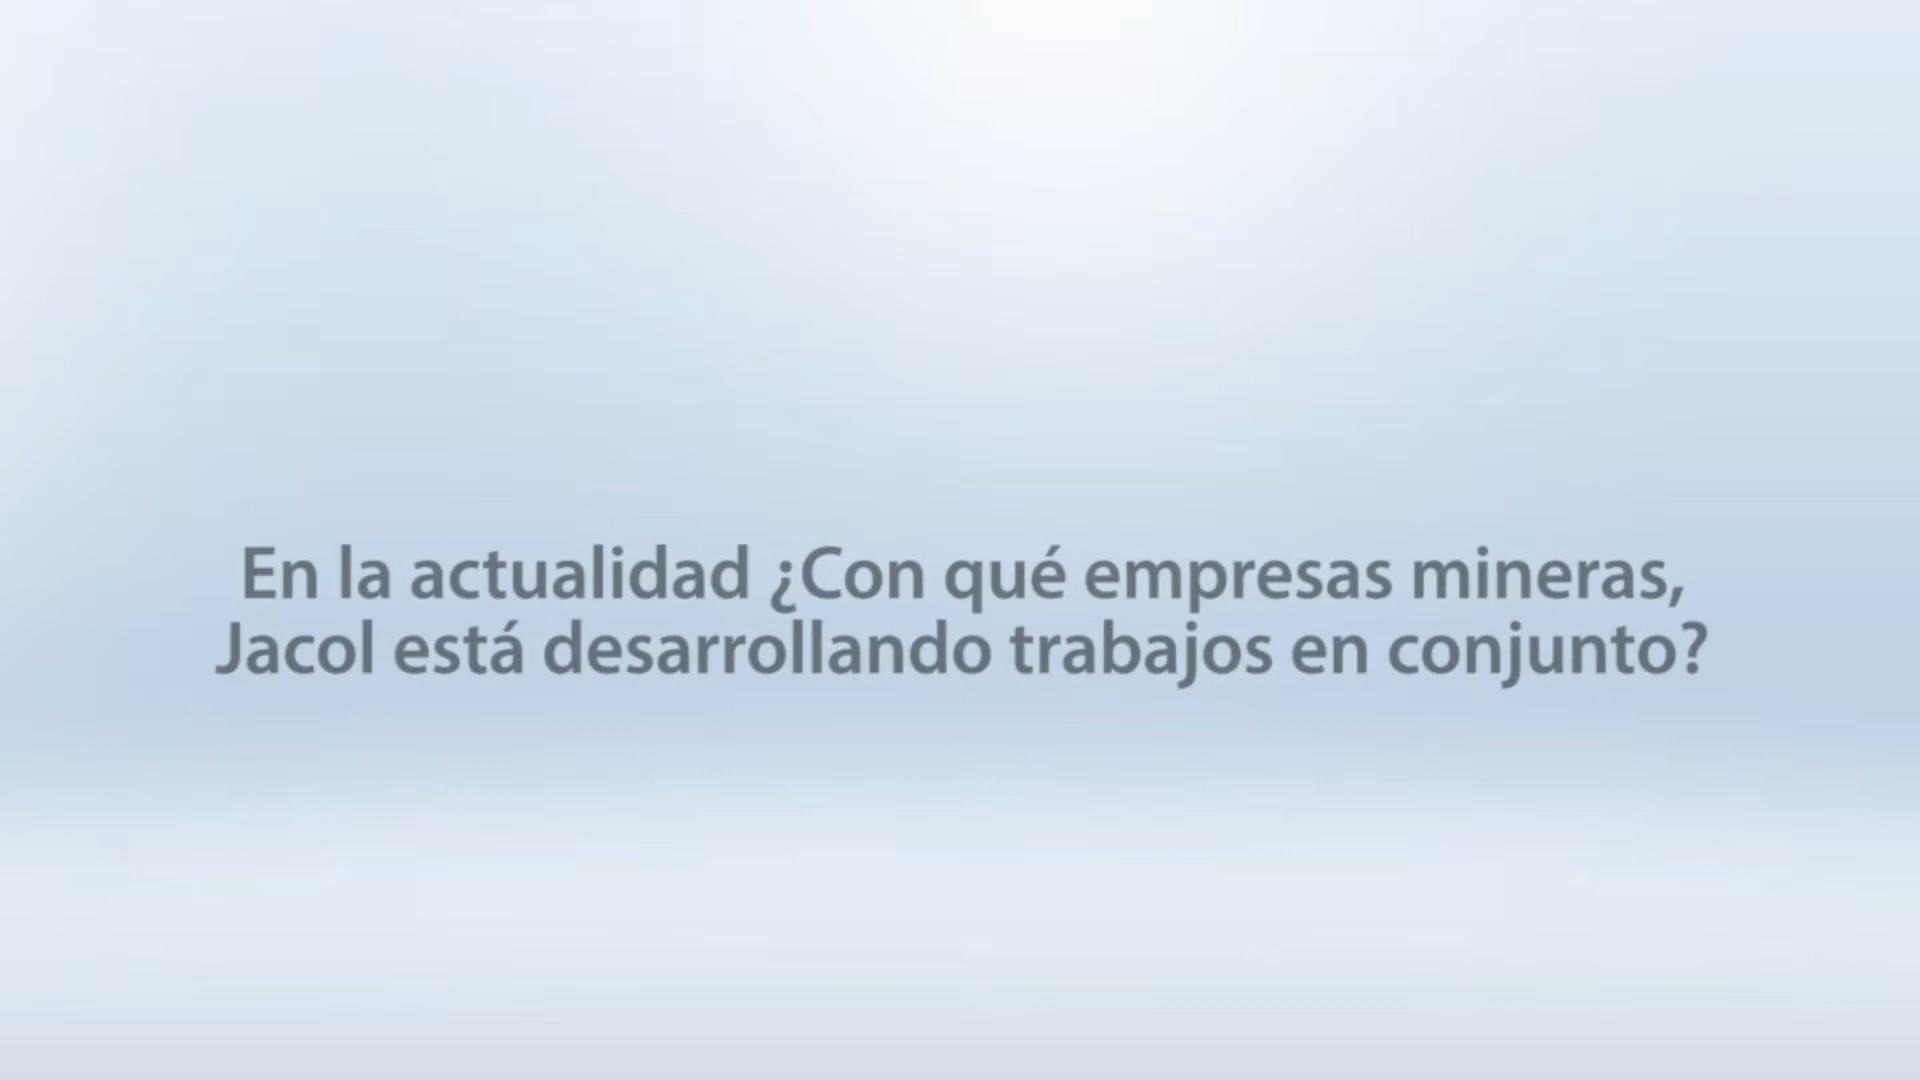 En la actualidad ¿Con qué empresas mineras,
Jacol está desarrollando trabajos en conjunto?